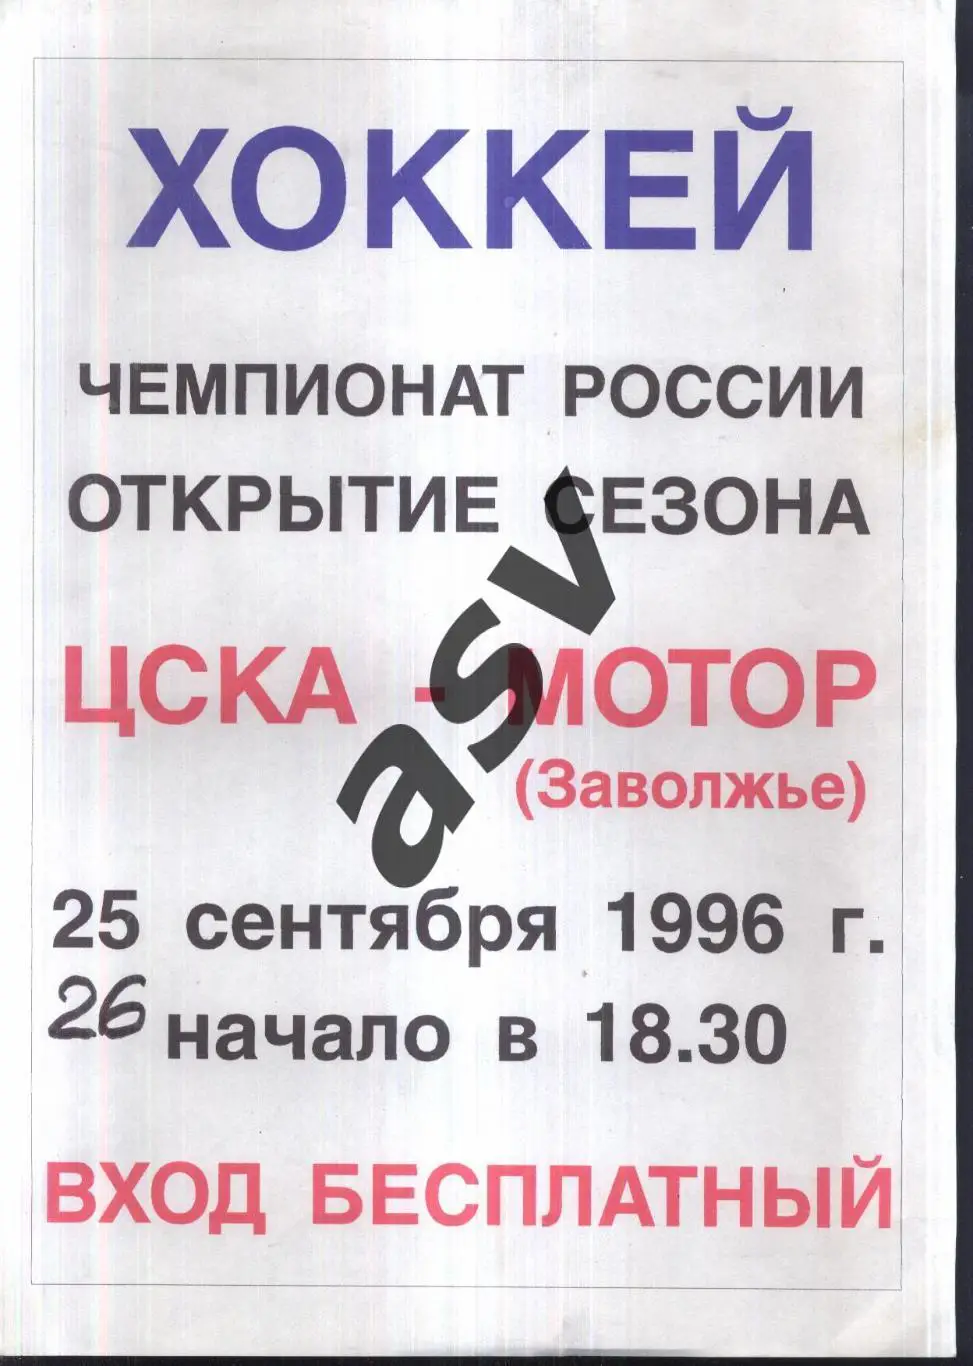 ХОККЕЙ
ЧЕМПИОНАТ РОССИИ
ОТКРЫТИЕ СЕЗОНА
ЦСКА - МОТОР
(Заволжье)
25 сентября 1996 г.
26 начало в 18.30
ВХОД БЕСПЛАТНЫЙ
asv